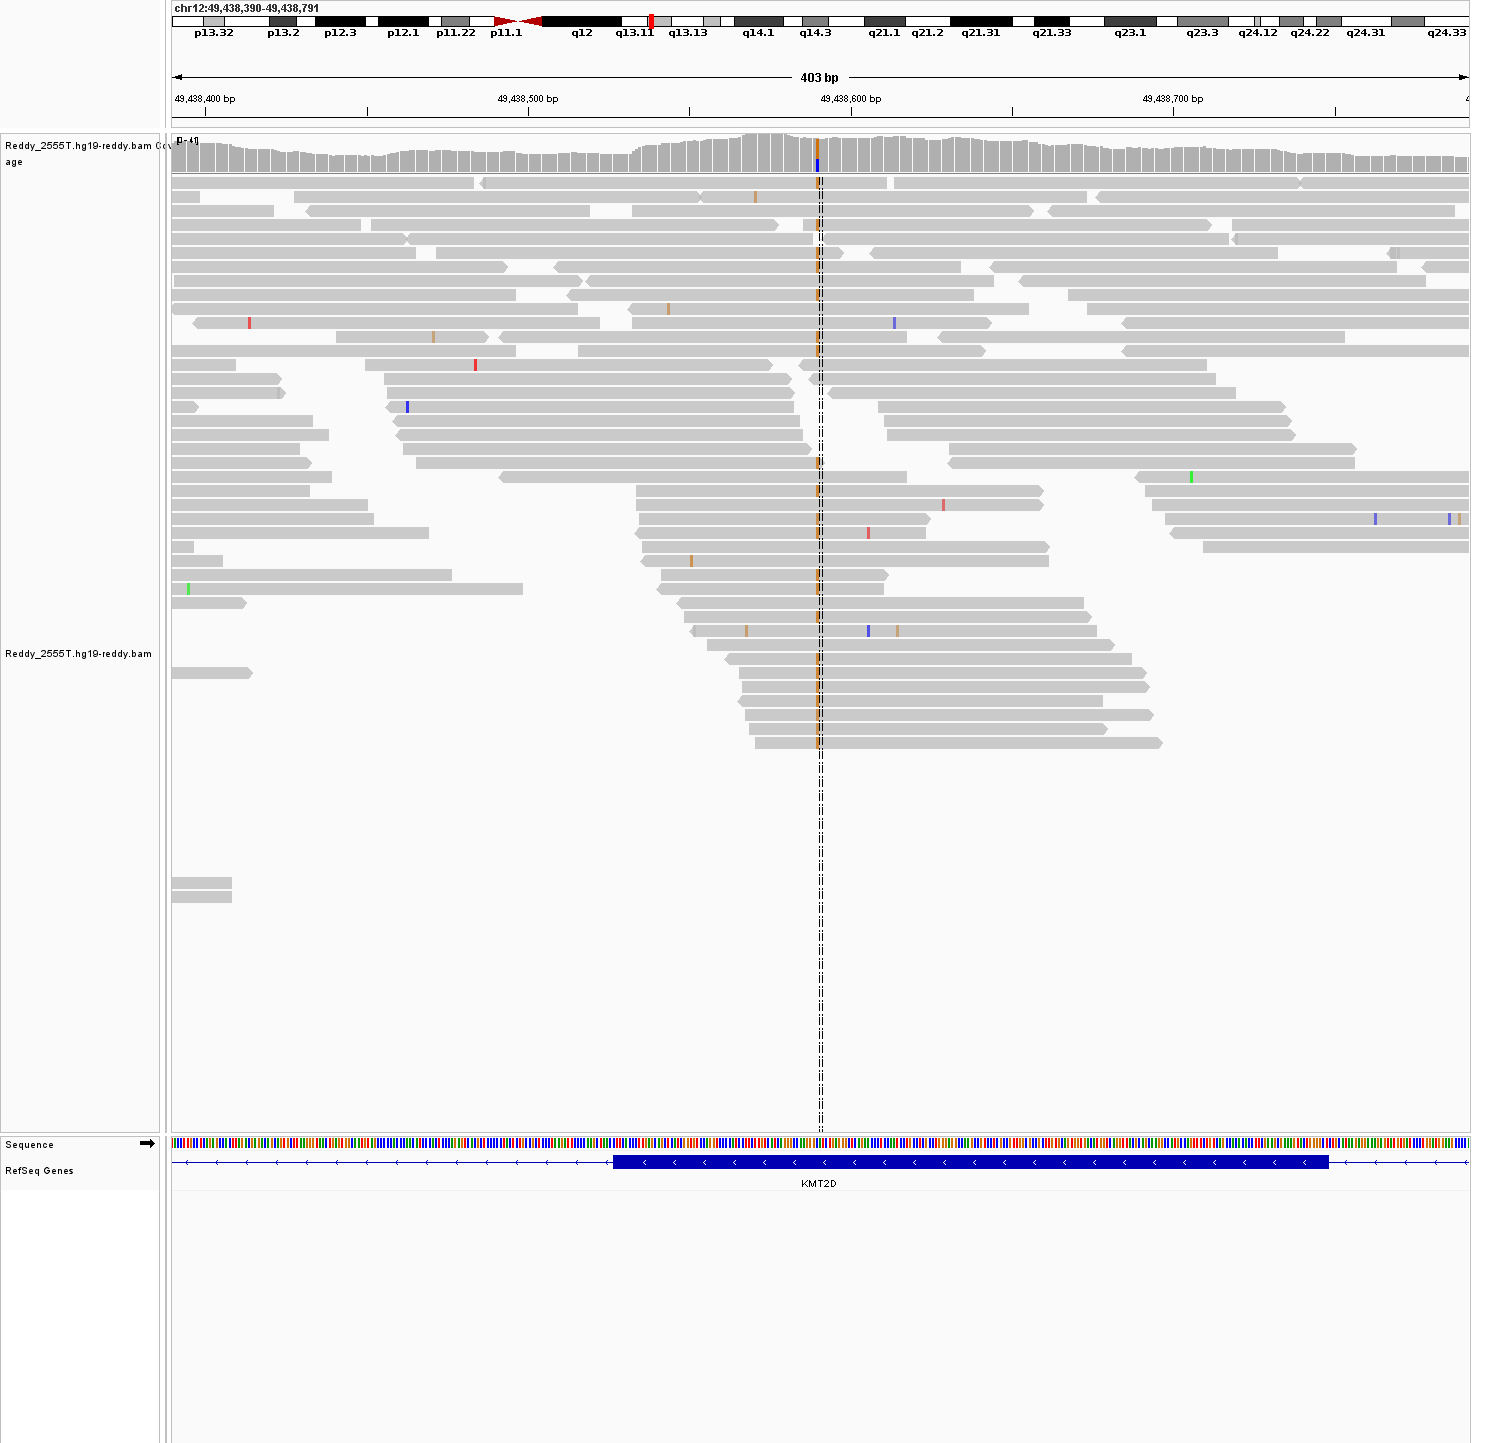 chr12:49,438,390-49,438,791
p13.32 p13.2 p12.3 p12.1 p11.22 p11.1 q12 q13.11 q13.13 q14.1 q14.3 q21.1 q21.2 q21.31 q21.33 q23.1 q23.3 q24.12 q24.22 q24.31 q24.33
403 bp
49,438,400 bp 49,438,500 bp 49,438,600 bp 49,438,700 bp 4
Reddy_2555T.hg19-reddy.bam Cov
age
Reddy_2555T.hg19-reddy.bam
Sequence
RefSeq Genes
KMT2D